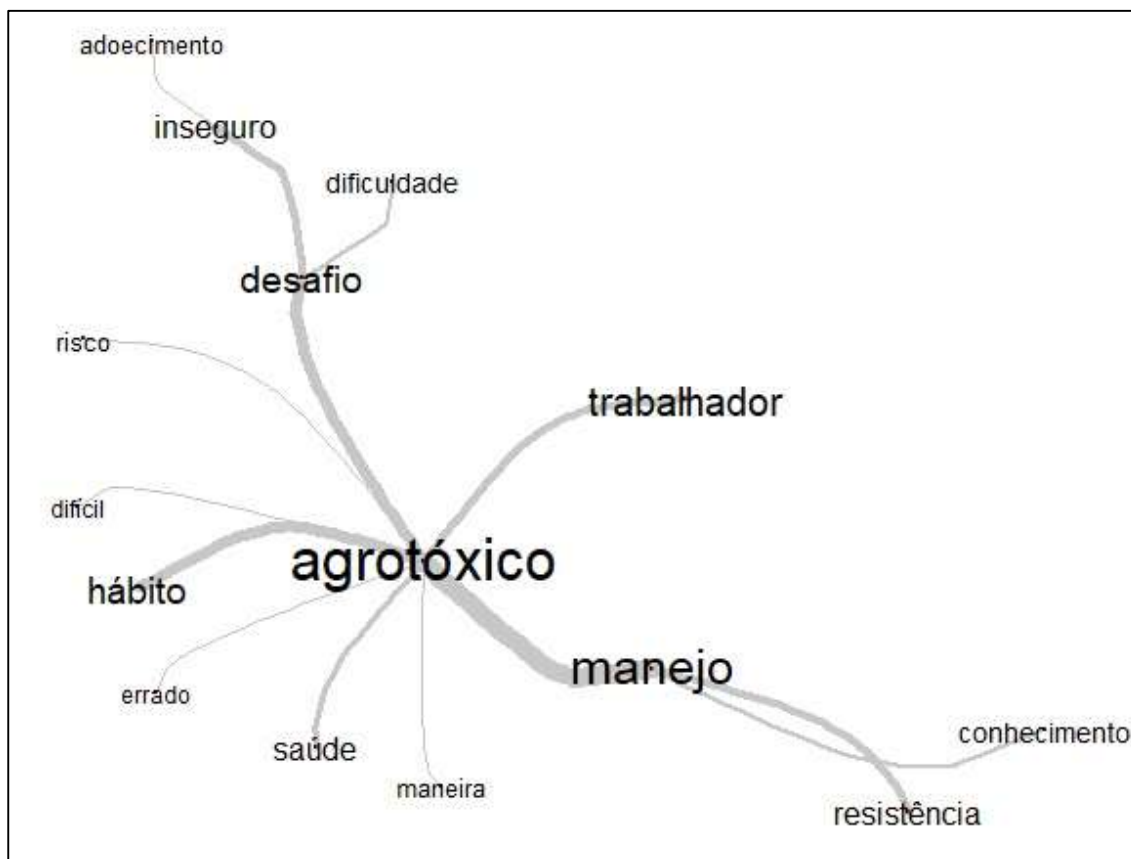 adoecimento
inseguro
dificuldade
desafio
risco
trabalhador
difícil
agrotóxico
hábito
manejo
errado
conhecimento
saúde
maneira
resistência